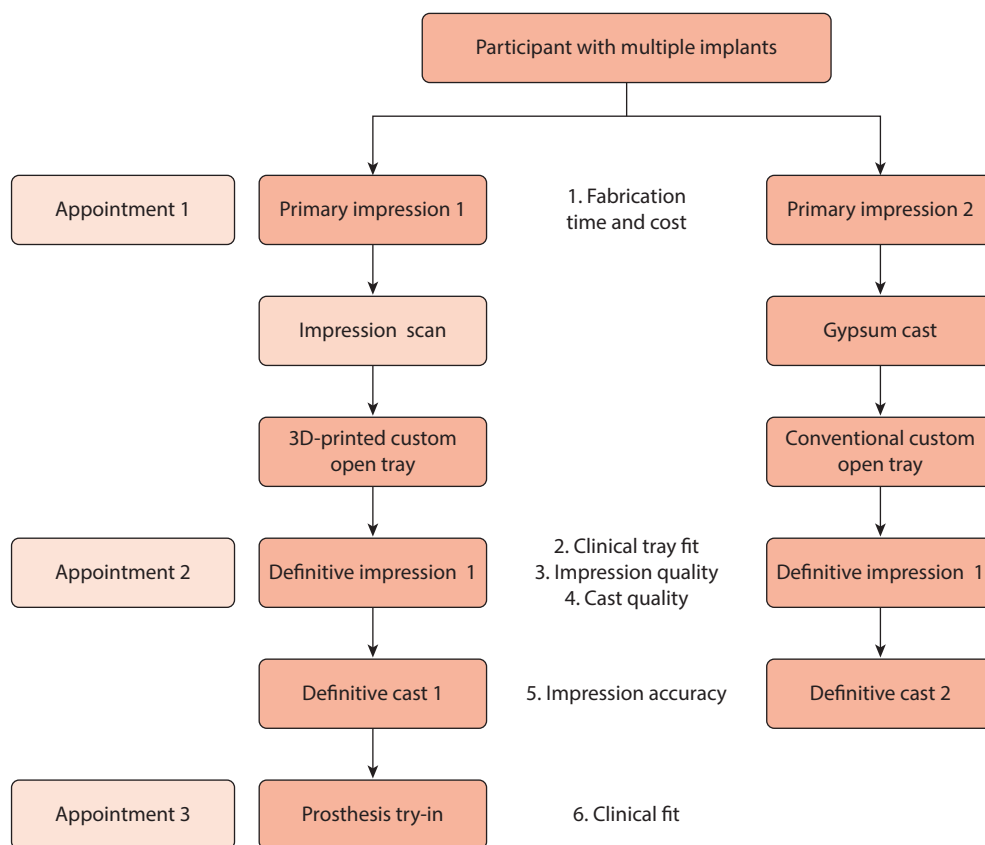 Participant with multiple implants
Appointment 1
Primary impression 1
1. Fabrication
time and cost
Primary impression 2
Impression scan
Gypsum cast
3D-printed custom
open tray
Conventional custom
open tray
Appointment 2
Definitive impression 1
2. Clinical tray fit
3. Impression quality
4. Cast quality
Definitive impression 1
Definitive cast 1
5. Impression accuracy
Definitive cast 2
Appointment 3
Prosthesis try-in
6. Clinical fit